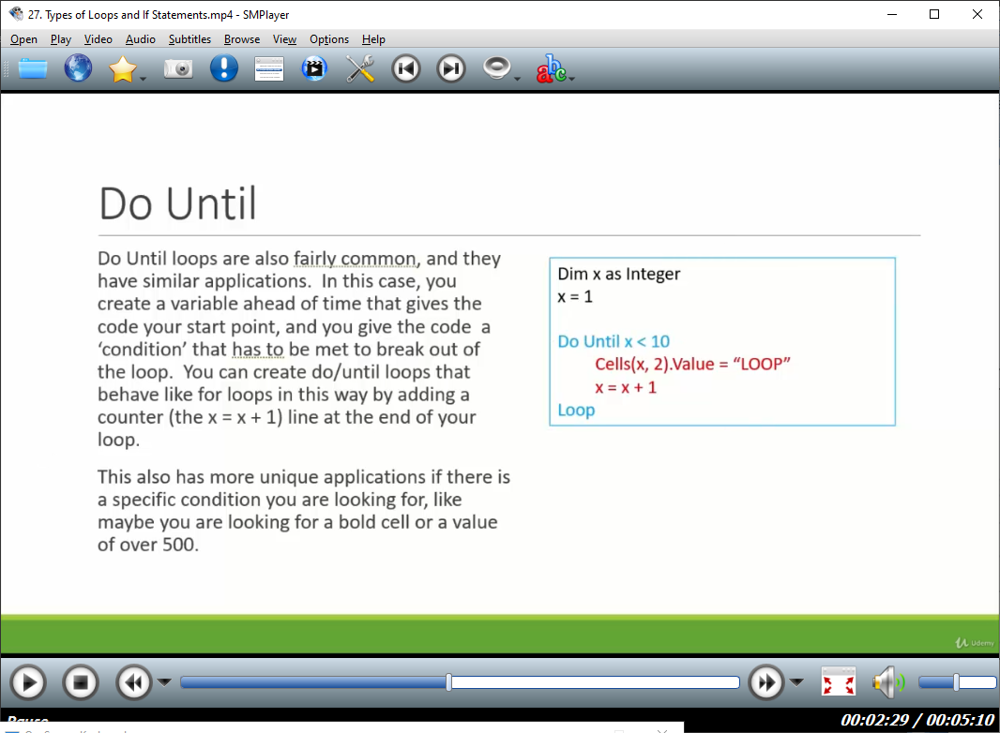 27. Types of Loops and If Statements.mp4 - SMPlayer
Open Play Video Audio Subtitles Browse View Options Help
abc
Do Until
Do Until loops are also fairly common, and they
have similar applications. In this case, you
create a variable ahead of time that gives the
code your start point, and you give the code a
‘condition’ that has to be met to break out of
the loop. You can create do/until loops that
behave like for loops in this way by adding a
counter (the x = x + 1) line at the end of your
loop.
This also has more unique applications if there is
a specific condition you are looking for, like
maybe you are looking for a bold cell or a value
of over 500.
Dim x as Integer
x = 1
Do Until x < 10
Cells(x, 2).Value = “LOOP”
x = x + 1
Loop
Udemy
Pause
00:02:29 / 00:05:10